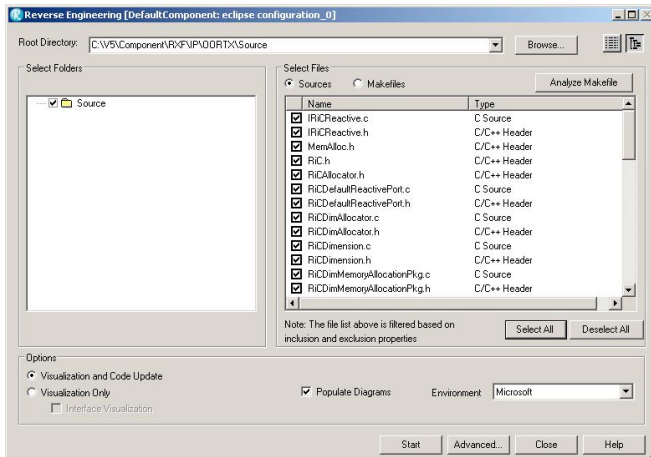 Reverse Engineering [DefaultComponent: eclipse configuration_0]
Root Directory: C:\V5\Component\RXF\IP\OORTX\Source Browse...
Select Folders
Source
Select Files
Sources Makefiles Analyze Makefile
Name Type
IRiCReactive.c C Source
IRiCReactive.h C/C++ Header
MemAlloc.h C/C++ Header
RiC.h C/C++ Header
RiCAllocator.h C/C++ Header
RiCDefaultReactivePort.c C Source
RiCDefaultReactivePort.h C/C++ Header
RiCDimAllocator.c C Source
RiCDimAllocator.h C/C++ Header
RiCDimension.c C Source
RiCDimension.h C/C++ Header
RiCDimMemoryAllocationPkg.c C Source
RiCDimMemoryAllocationPkg.h C/C++ Header
Note: The file list above is filtered based on
inclusion and exclusion properties
Select All Deselect All
Options
Visualization and Code Update
Visualization Only
Interface Visualization
Populate Diagrams Environment Microsoft
Start Advanced... Close Help